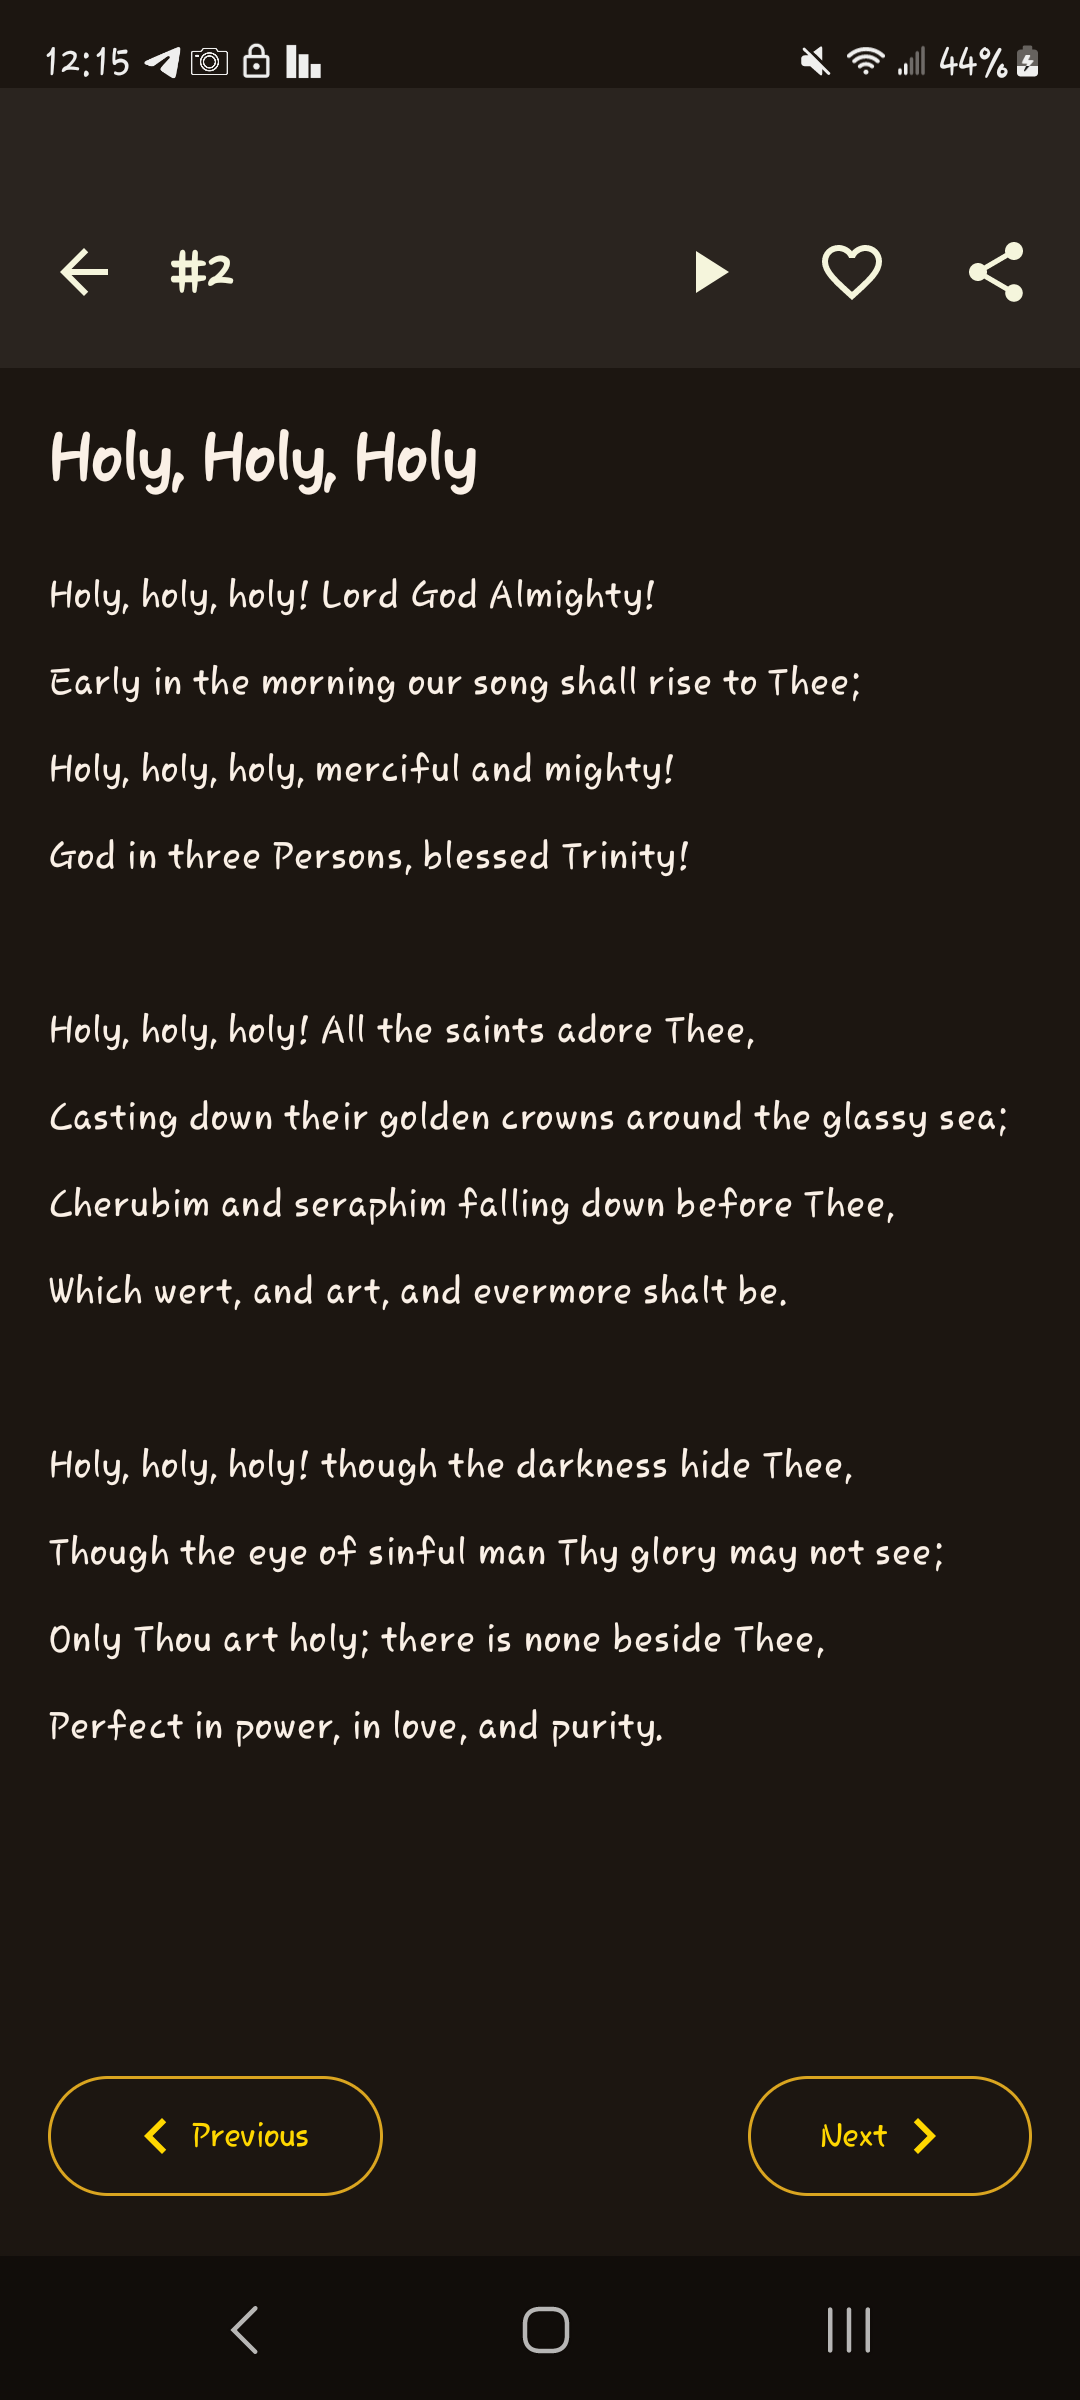 12:15
44%
#2
Holy, Holy, Holy
Holy, holy, holy! Lord God Almighty!
Early in the morning our song shall rise to Thee;
Holy, holy, holy, merciful and mighty!
God in three Persons, blessed Trinity!
Holy, holy, holy! All the saints adore Thee,
Casting down their golden crowns around the glassy sea;
Cherubim and seraphim falling down before Thee,
Which wert, and art, and evermore shalt be.
Holy, holy, holy! though the darkness hide Thee,
Though the eye of sinful man Thy glory may not see;
Only Thou art holy; there is none beside Thee,
Perfect in power, in love, and purity.
Previous
Next